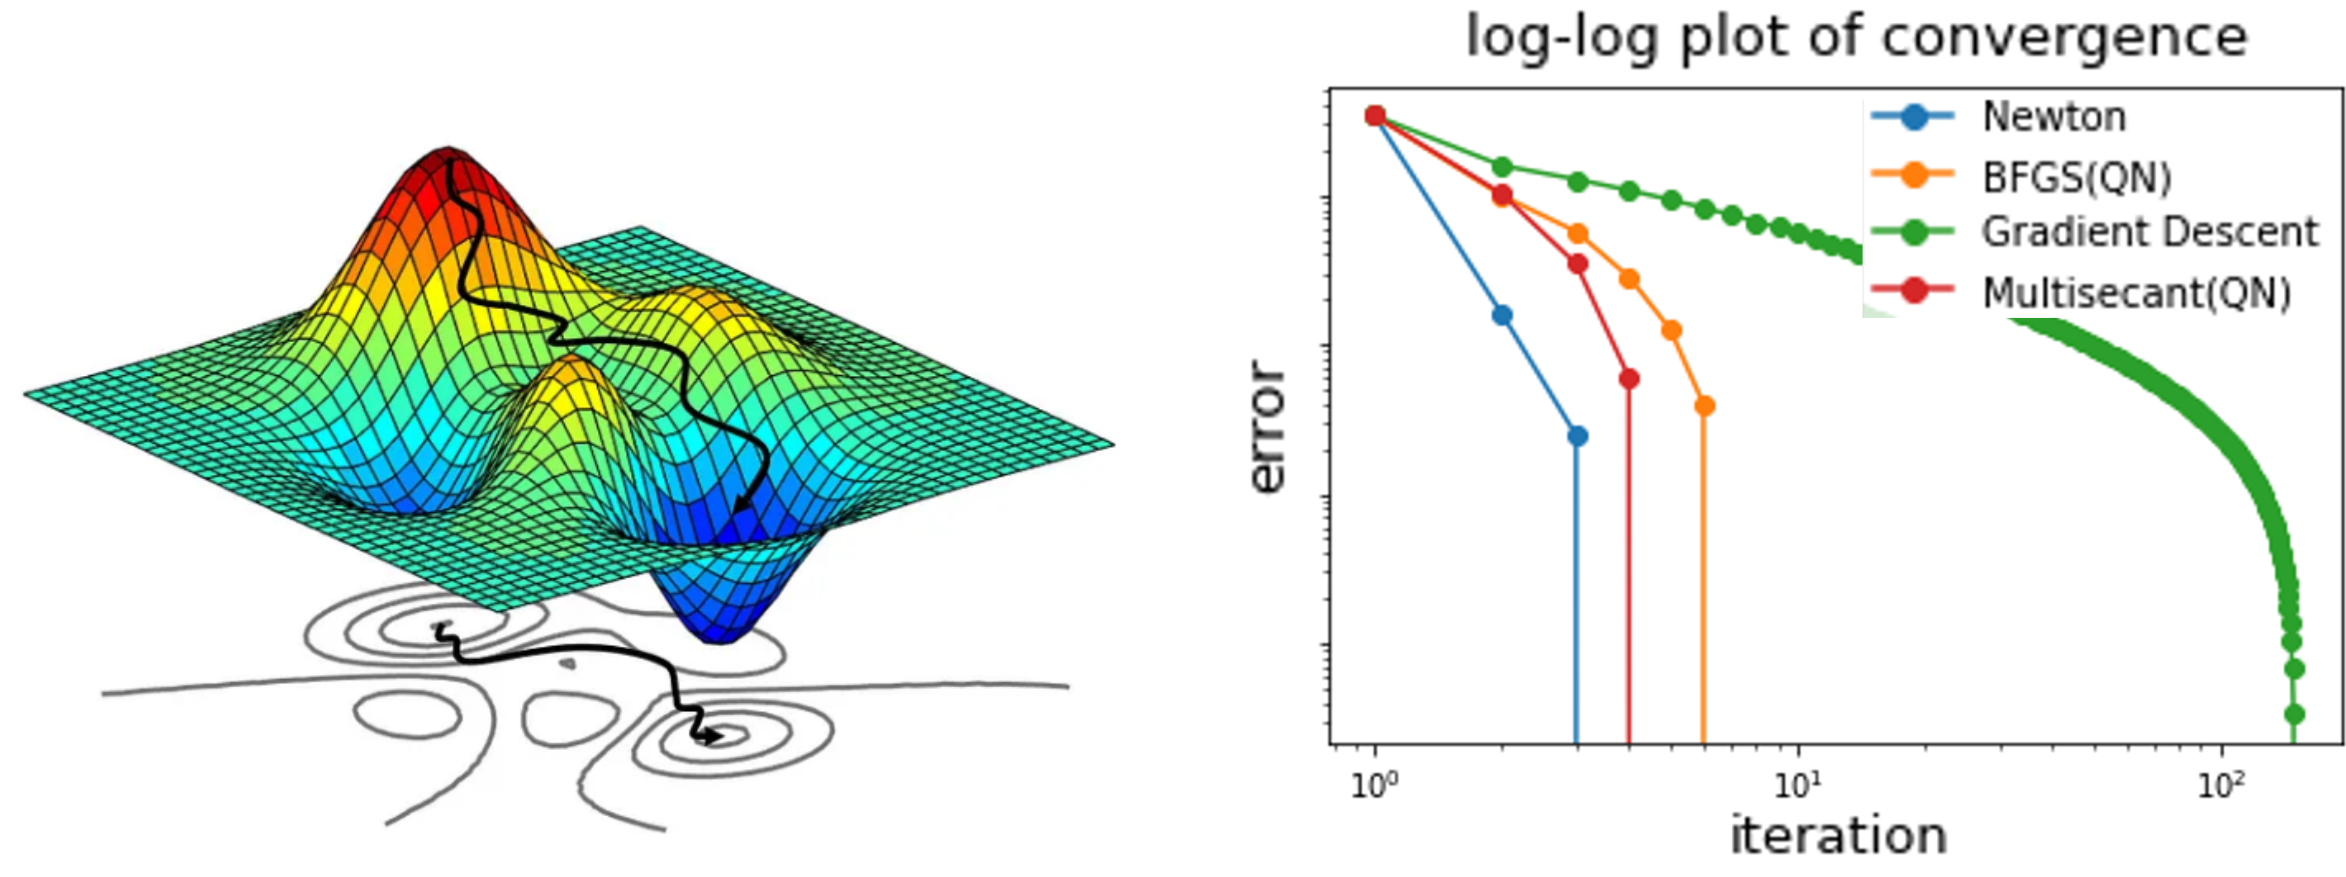 log-log plot of convergence
Newton
BFGS(QN)
Gradient Descent
Multisecant(QN)
error
10⁰
10¹
10²
iteration